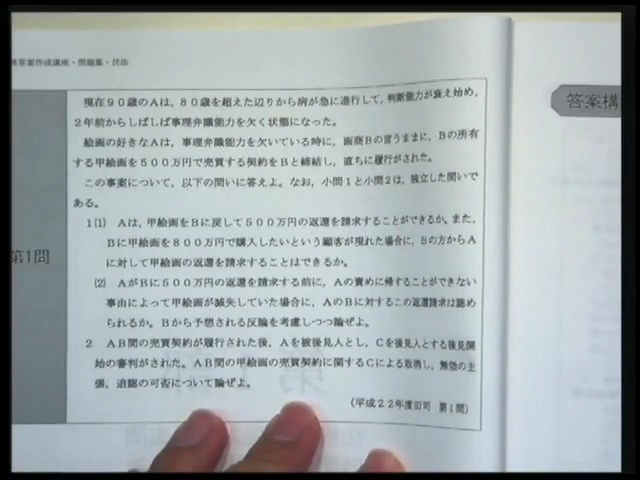 答案作成講座・問題集・民法
答案構
第1問
現在90歳のAは，80歳を超えた辺りから病が急に進行して，判断能力が衰え始め，
2年前からしばしば事理弁識能力を欠く状態になった。
絵画の好きなAは，事理弁識能力を欠いている時に，画商Bの言うままに，Bの所有
する甲絵画を500万円で売買する契約をBと締結し，直ちに履行がされた。
この事案について，以下の問いに答えよ。なお，小問1と小問2は，独立した問いで
ある。
1⑴　Aは，甲絵画をBに戻して500万円の返還を請求することができるか。また，
Bに甲絵画を800万円で購入したいという顧客が現れた場合に，Bの方からA
に対して甲絵画の返還を請求することはできるか。
⑵　AがBに500万円の返還を請求する前に，Aの責めに帰することができない
事由によって甲絵画が滅失していた場合に，AのBに対するこの返還請求は認め
られるか。Bから予想される反論を考慮しつつ論ぜよ。
2　AB間の売買契約が履行された後，Aを被後見人とし，Cを後見人とする後見開
始の審判がされた。AB間の甲絵画の売買契約に関するCによる取消し，無効の主
張，追認の可否について論ぜよ。
（平成22年度旧司　第1問）